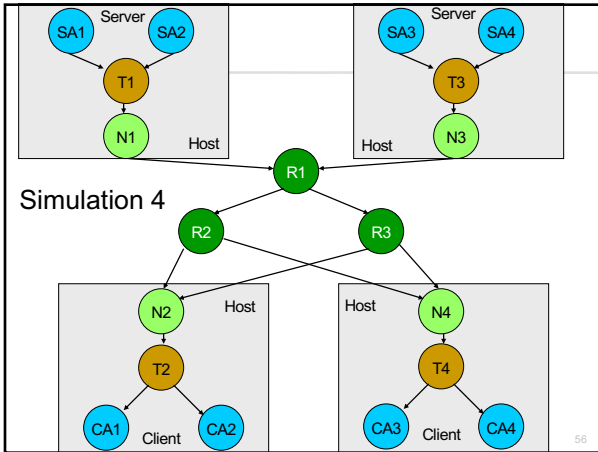 Server
SA1 SA2
T1
N1
Host
Server
SA3 SA4
T3
N3
Host
R1
Simulation 4
R2 R3
N2 Host
T2
CA1 CA2
Client
Host N4
T4
CA3 CA4
Client
56